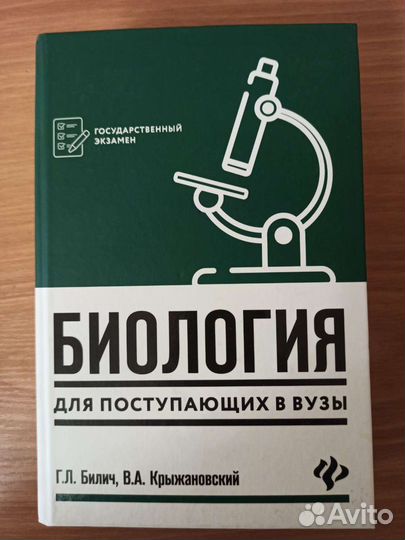 ГОСУДАРСТВЕННЫЙ
ЭКЗАМЕН
БИОЛОГИЯ
ДЛЯ ПОСТУПАЮЩИХ В ВУЗЫ
Г.Л. Билич, В.А. Крыжановский
Avito